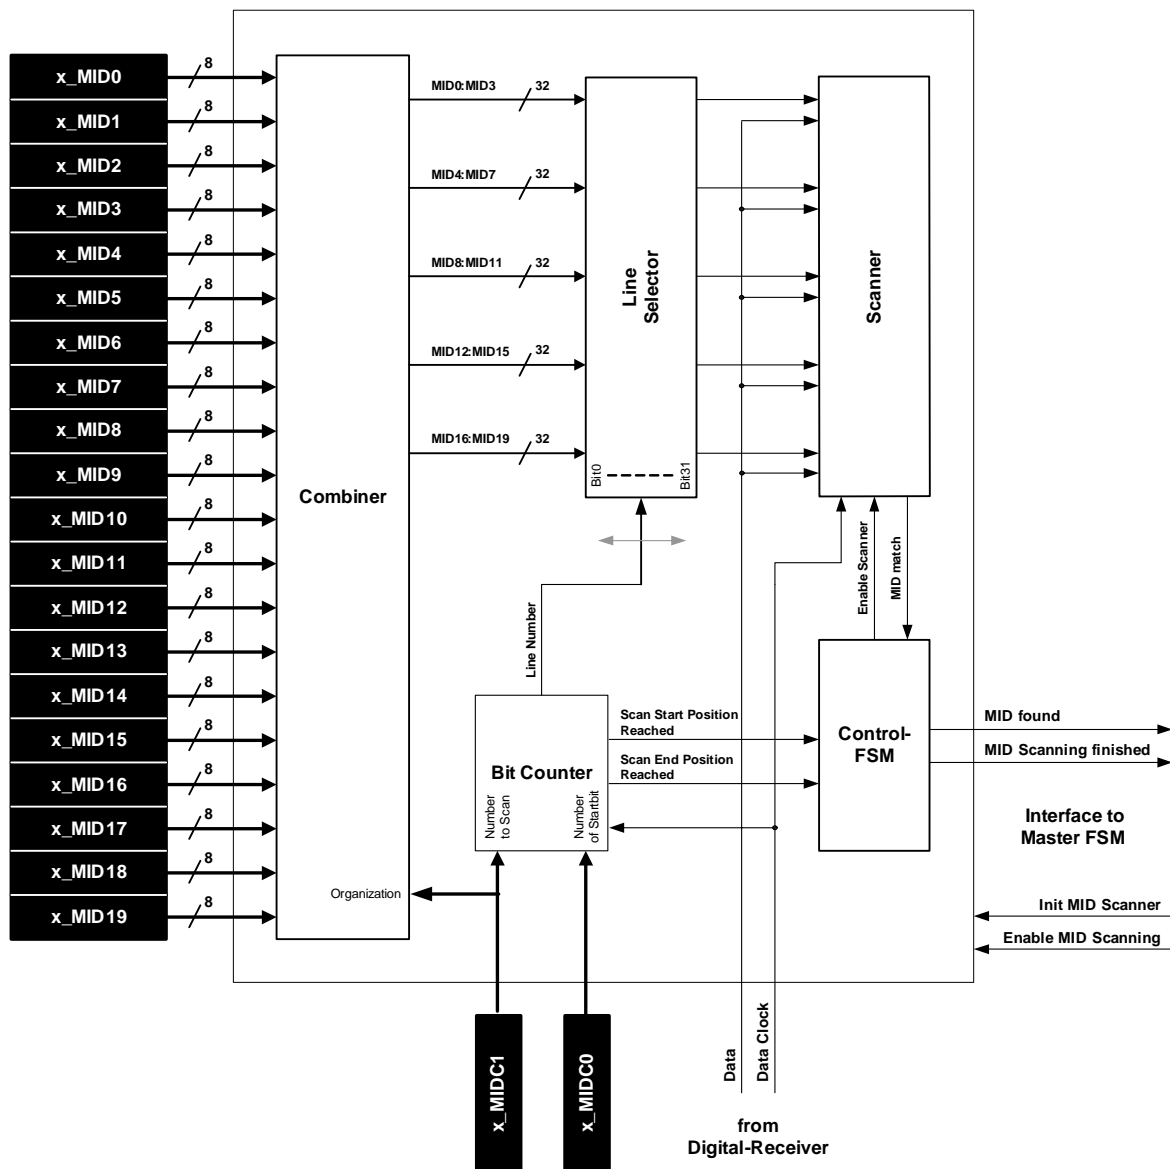 x_MID0
8
x_MID1
8
x_MID2
8
x_MID3
8
x_MID4
8
x_MID5
8
x_MID6
8
x_MID7
8
x_MID8
8
x_MID9
8
x_MID10
8
x_MID11
8
x_MID12
8
x_MID13
8
x_MID14
8
x_MID15
8
x_MID16
8
x_MID17
8
x_MID18
8
x_MID19
8
Combiner
Organization
MID0:MID3
32
MID4:MID7
32
MID8:MID11
32
MID12:MID15
32
MID16:MID19
32
Line
Selector
Bit0
Bit31
Scanner
Line Number
Enable Scanner
MID match
Bit Counter
Number
to Scan
Number
of Startbit
Scan Start Position
Reached
Scan End Position
Reached
Control-
FSM
MID found
MID Scanning finished
Interface to
Master FSM
Init MID Scanner
Enable MID Scanning
x_MIDC1
x_MIDC0
Data
Data Clock
from
Digital-Receiver